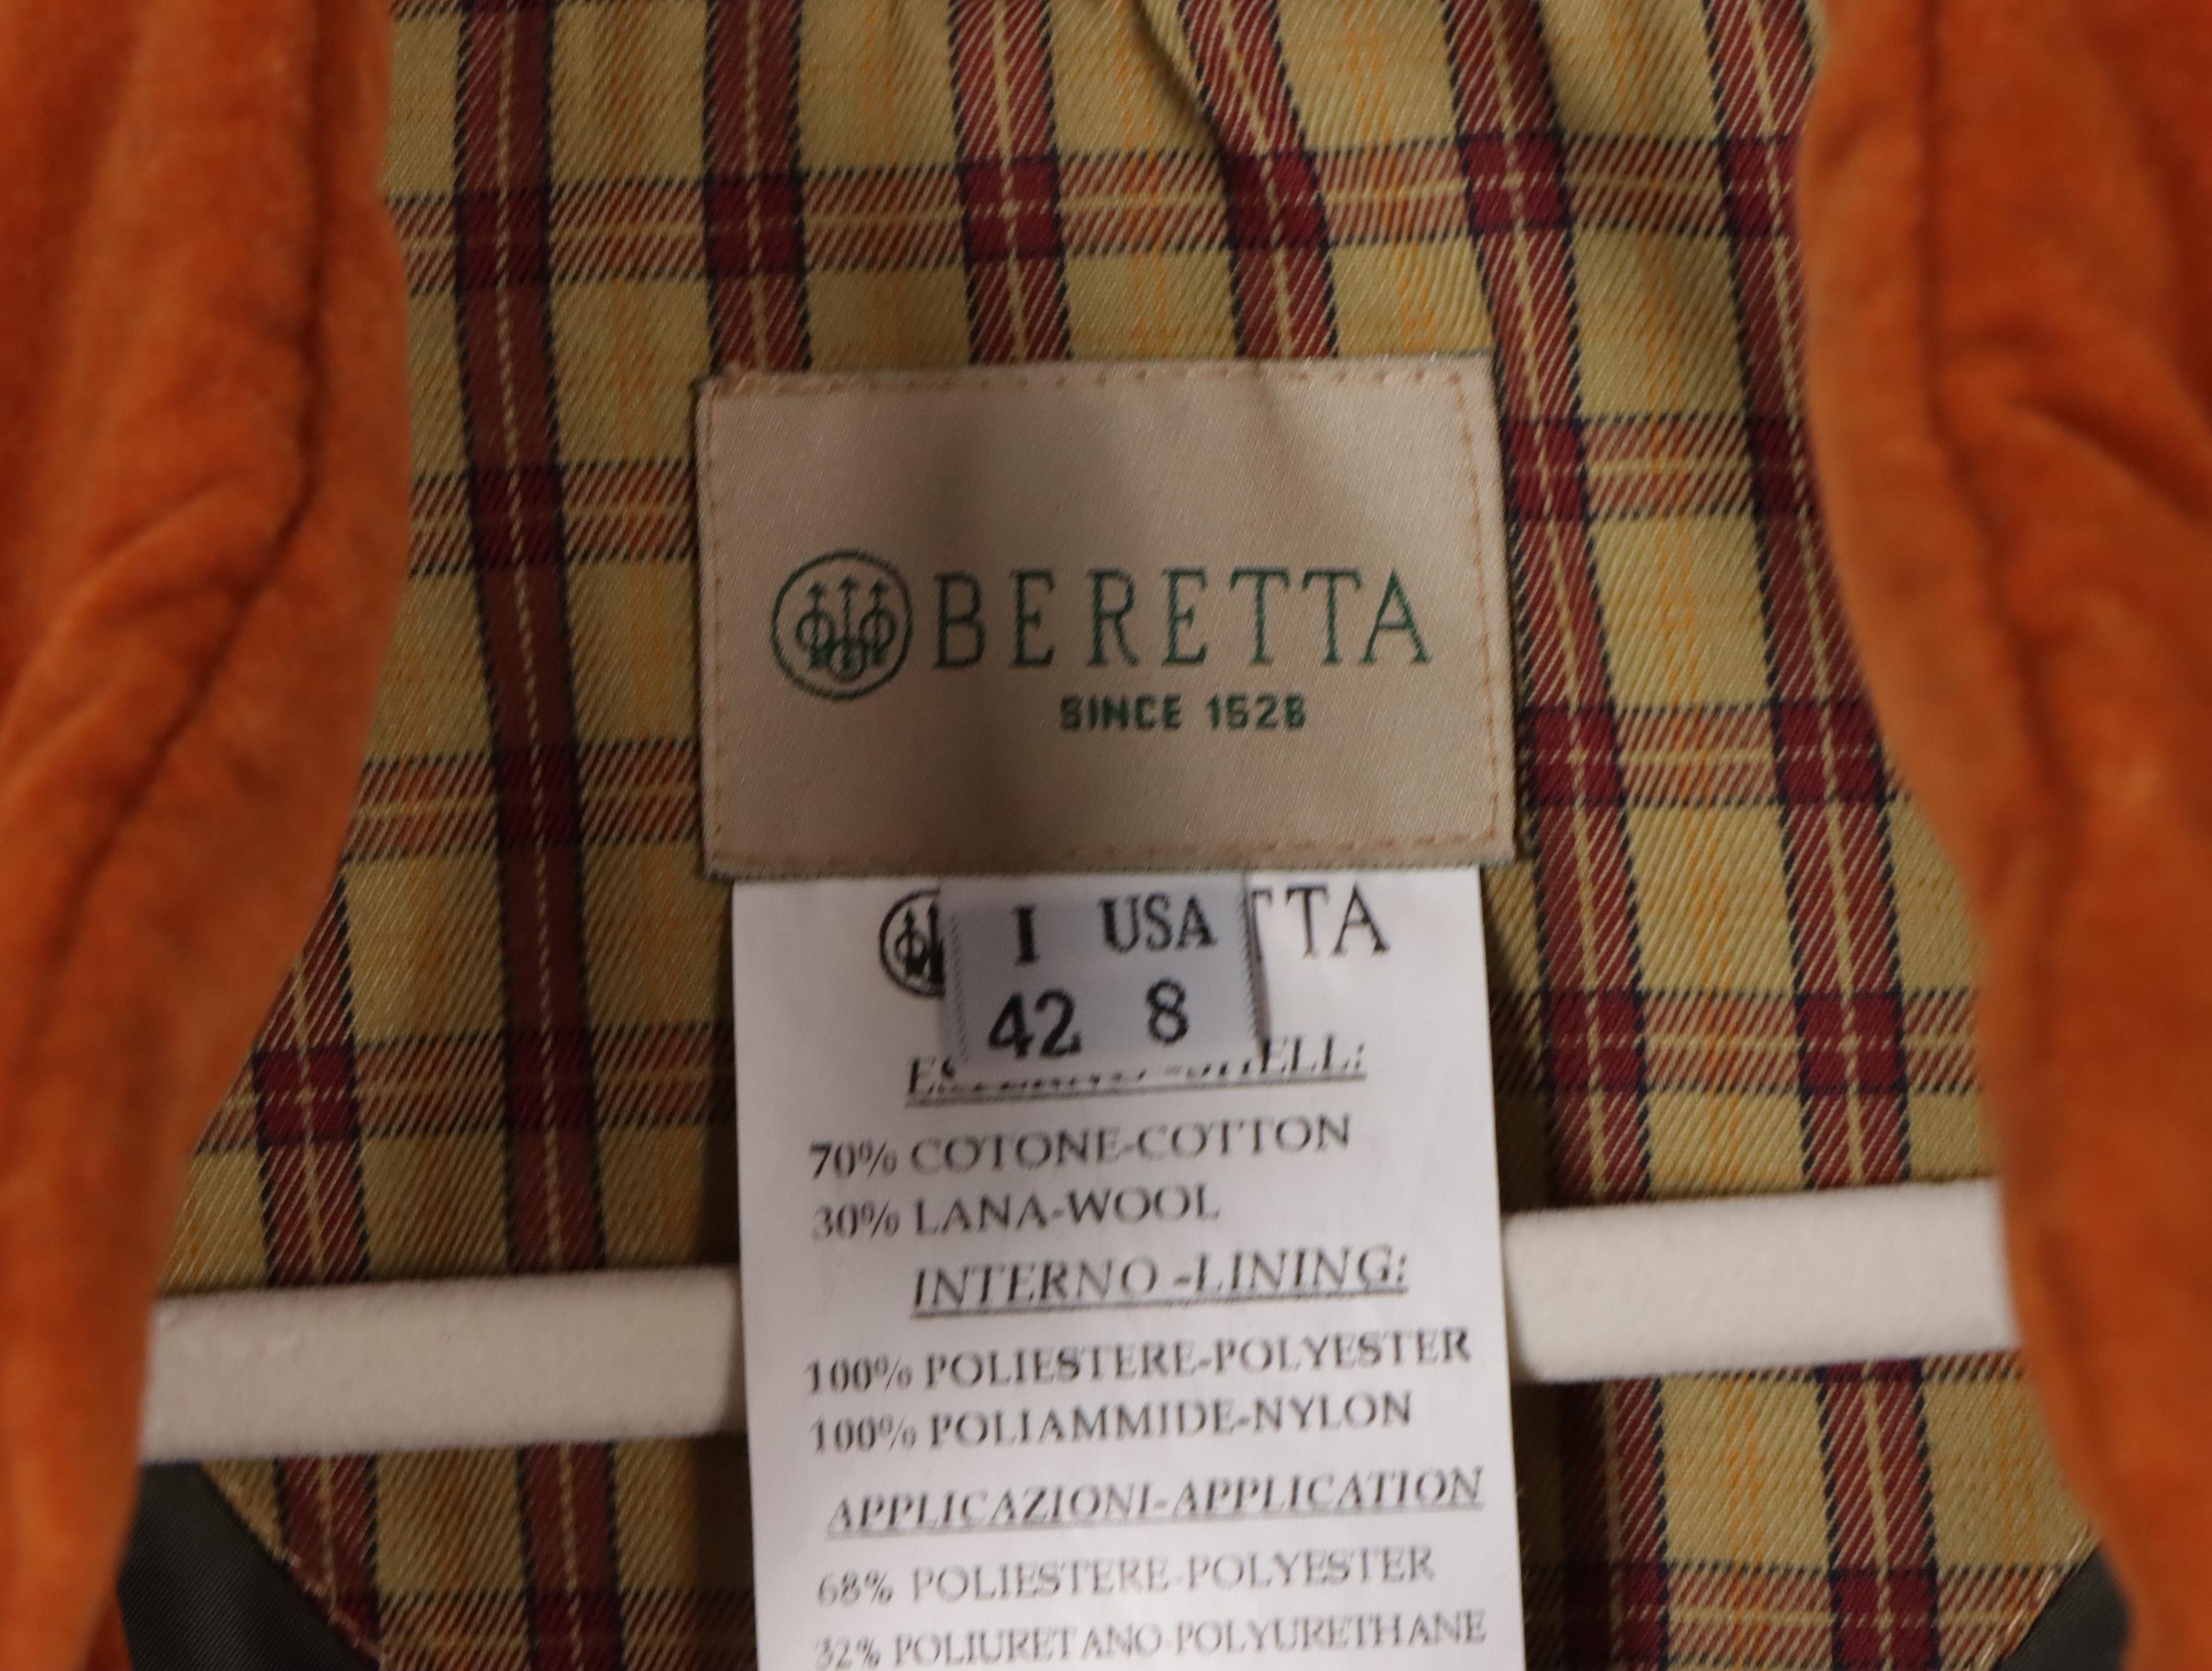 BERETTA
SINCE 1526
I USA
42 8
TTA
70% COTONE-COTTON
30% LANA-WOOL
INTERNO -LINING:
100% POLIESTERE-POLYESTER
100% POLIAMMIDE-NYLON
APPLICAZIONI-APPLICATION
68% POLIESTERE-POLYESTER
32% POLIURETANO-POLYURETHANE